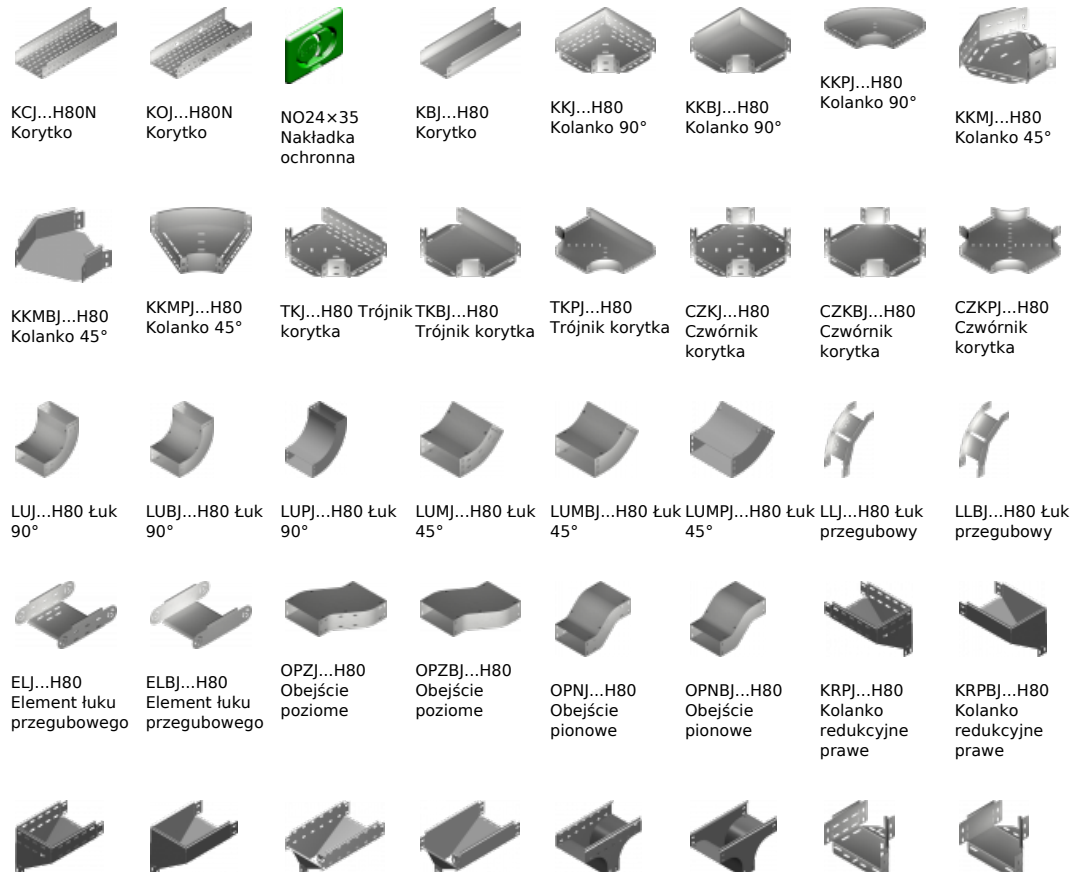 KCJ...H80N
Korytko
KOJ...H80N
Korytko
NO24×35
Nakładka
ochronna
KBJ...H80
Korytko
KKJ...H80
Kolanko 90°
KKBJ...H80
Kolanko 90°
KKPJ...H80
Kolanko 90°
KKMJ...H80
Kolanko 45°
KKMBJ...H80
Kolanko 45°
KKMPJ...H80
Kolanko 45°
TKJ...H80 Trójnik
korytka
TKBJ...H80
Trójnik korytka
TKPJ...H80
Trójnik korytka
CZKJ...H80
Czwórnik
korytka
CZKBJ...H80
Czwórnik
korytka
CZKPJ...H80
Czwórnik
korytka
LUJ...H80 Łuk
90°
LUBJ...H80 Łuk
90°
LUPJ...H80 Łuk
90°
LUMJ...H80 Łuk
45°
LUMBJ...H80 Łuk
45°
LUMPJ...H80 Łuk
45°
LLJ...H80 Łuk
przegubowy
LLBJ...H80 Łuk
przegubowy
ELJ...H80
Element łuku
przegubowego
ELBJ...H80
Element łuku
przegubowego
OPZJ...H80
Obejście
poziome
OPZBJ...H80
Obejście
poziome
OPNJ...H80
Obejście
pionowe
OPNBJ...H80
Obejście
pionowe
KRPJ...H80
Kolanko
redukcyjne
prawe
KRPBJ...H80
Kolanko
redukcyjne
prawe